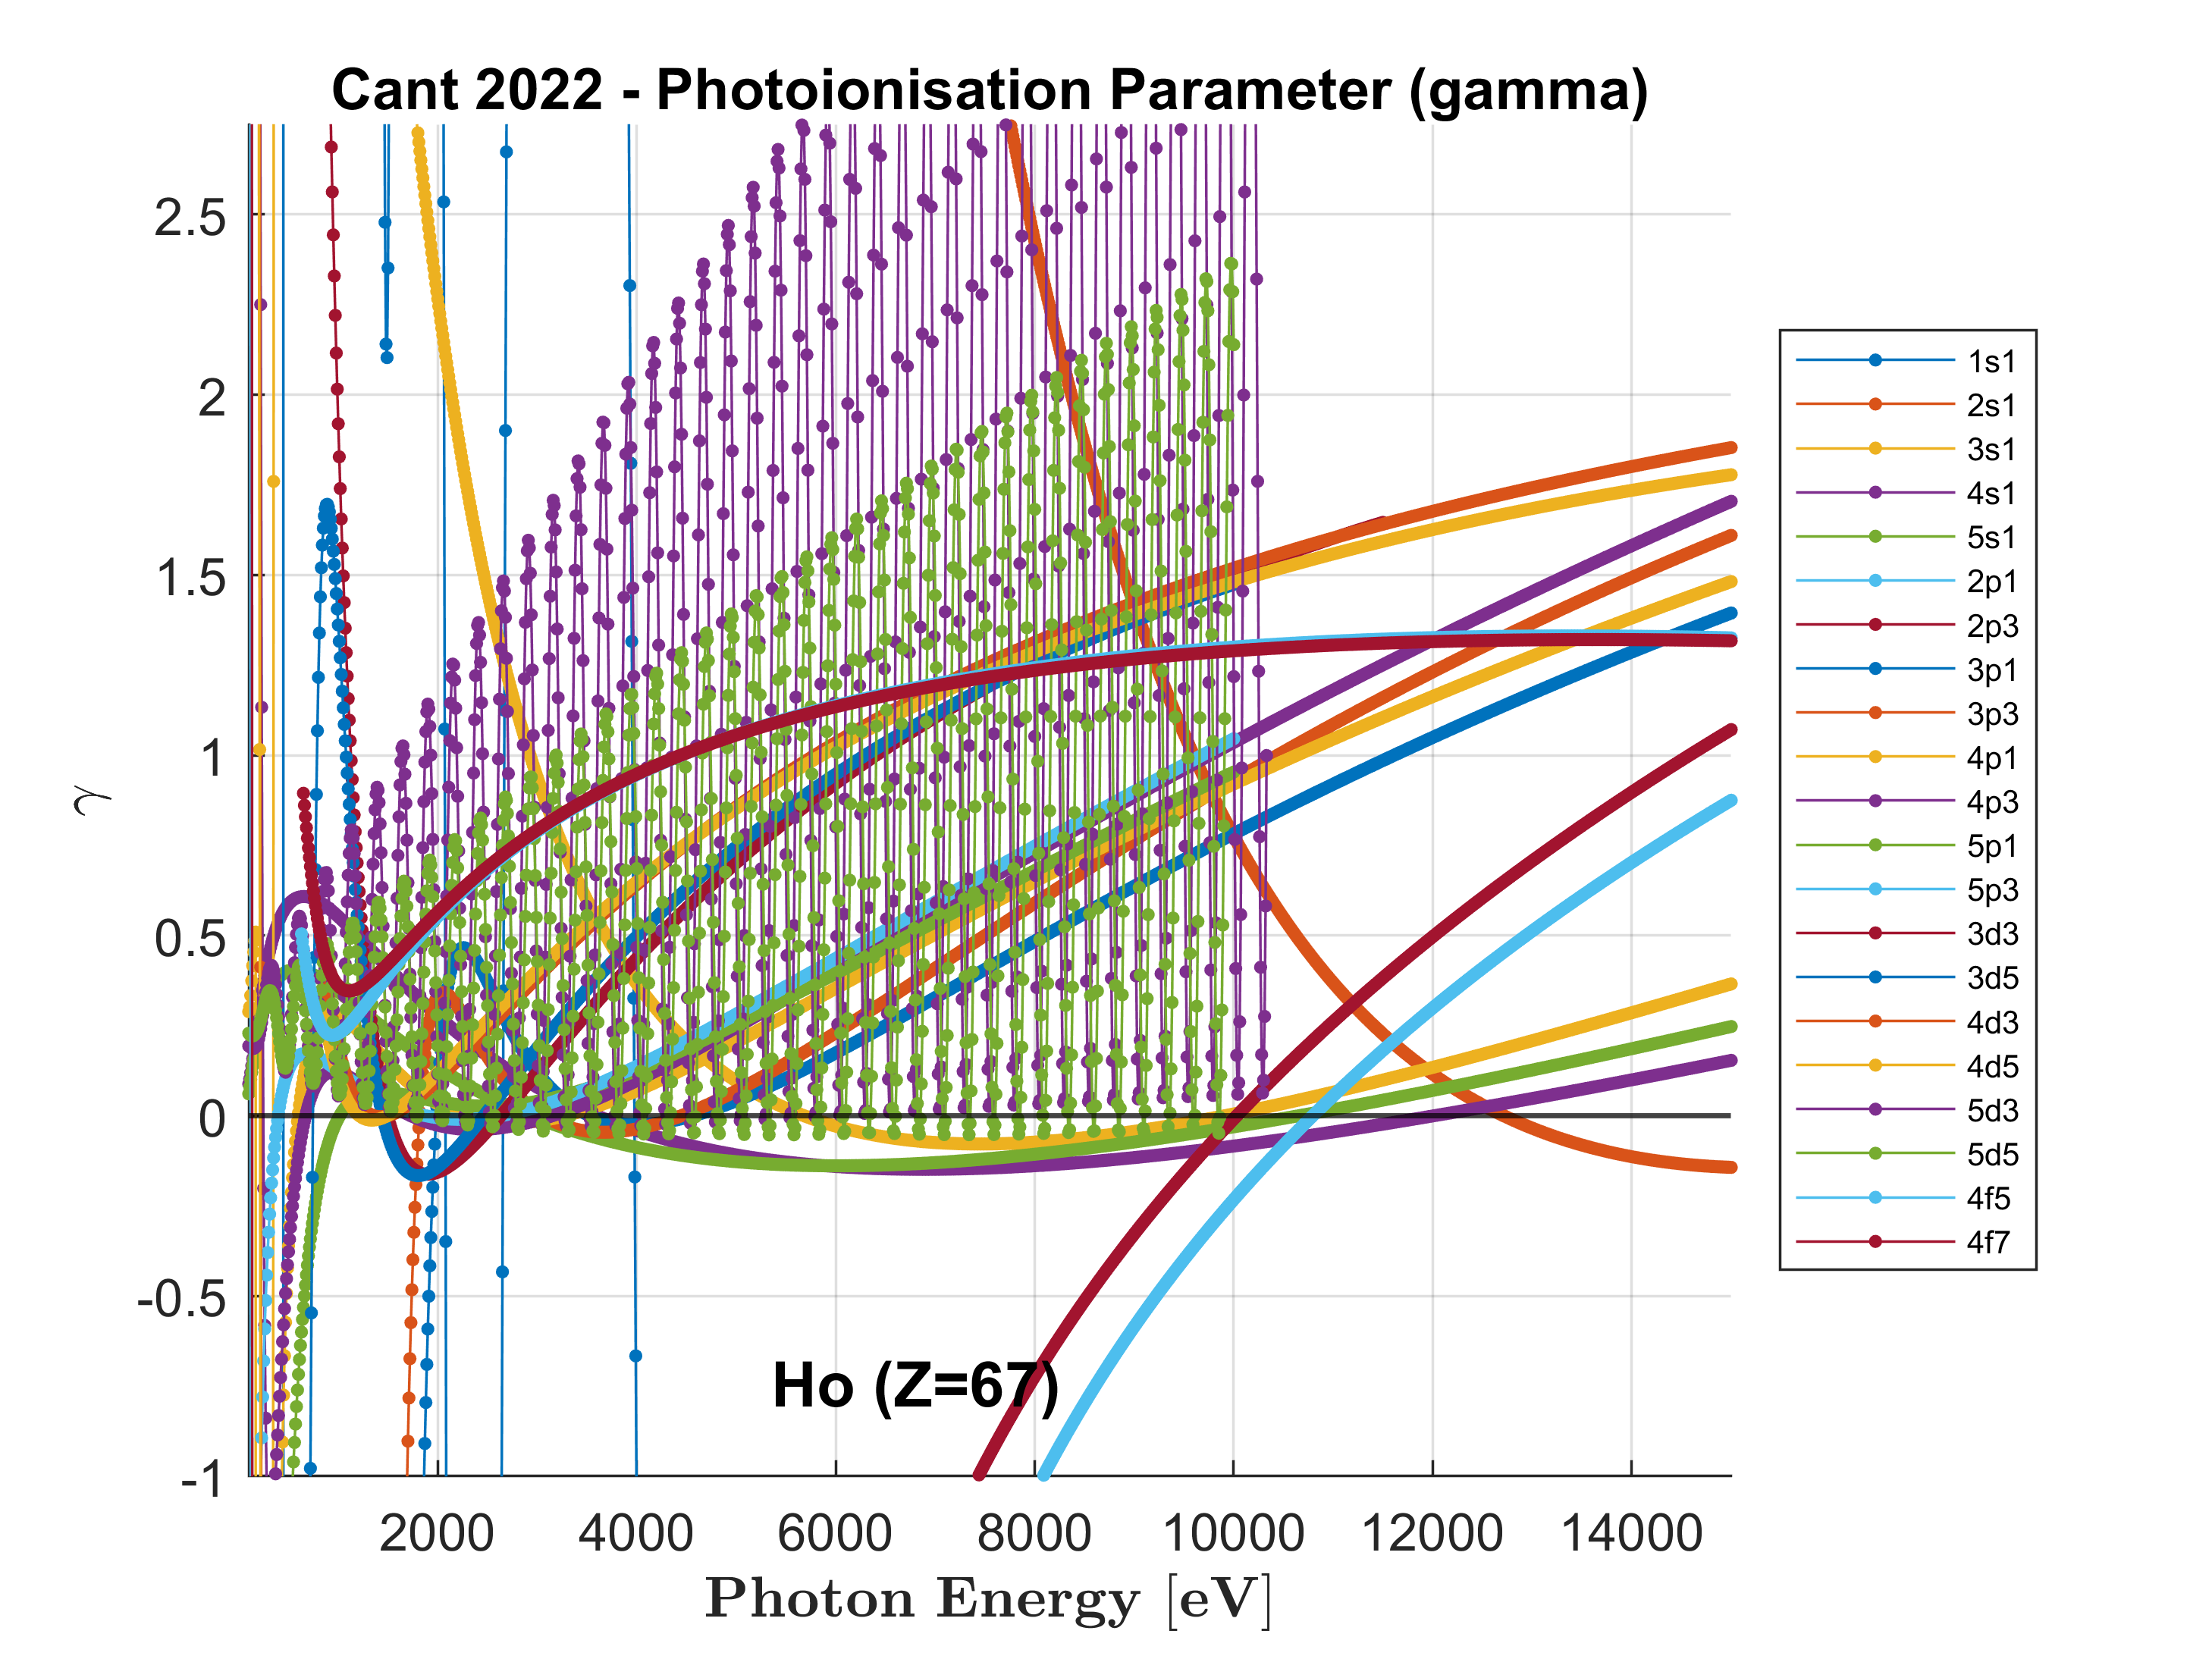 Cant 2022 - Photoionisation Parameter (gamma)
2.5
2
1.5
1
0.5
0
-0.5
-1
γ
Ho (Z=67)
2000 4000 6000 8000 10000 12000 14000
Photon Energy [eV]
1s1
2s1
3s1
4s1
5s1
2p1
2p3
3p1
3p3
4p1
4p3
5p1
5p3
3d3
3d5
4d3
4d5
5d3
5d5
4f5
4f7